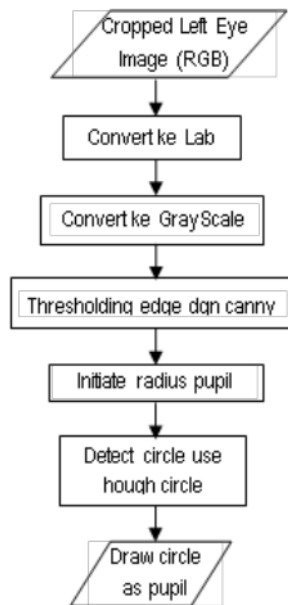 Cropped Left Eye
Image (RGB)
Convert ke Lab
Convert ke GrayScale
Thresholding edge dgn canny
Initiate radius pupil
Detect circle use
hough circle
Draw circle
as pupil